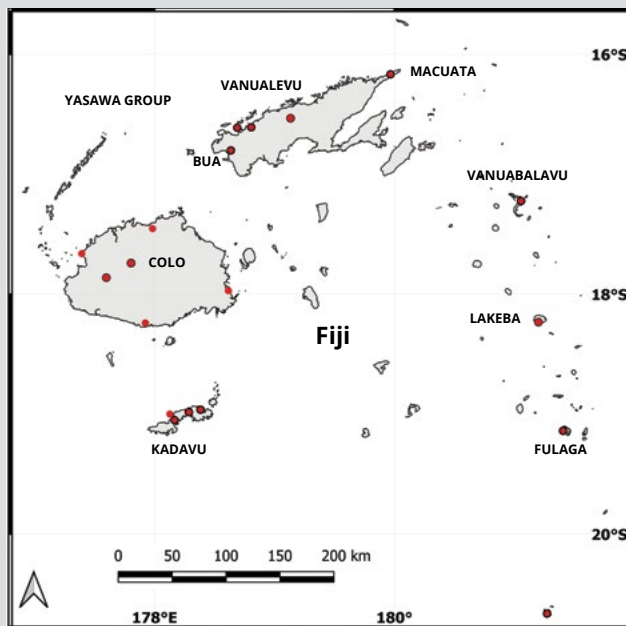 16°S
MACUATA
VANUALEVU
YASAWA GROUP
BUA
VANUABALAVU
COLO
18°S
LAKEBA
Fiji
KADAVU
FULAGA
20°S
0 50 100 150 200 km
178°E 180°